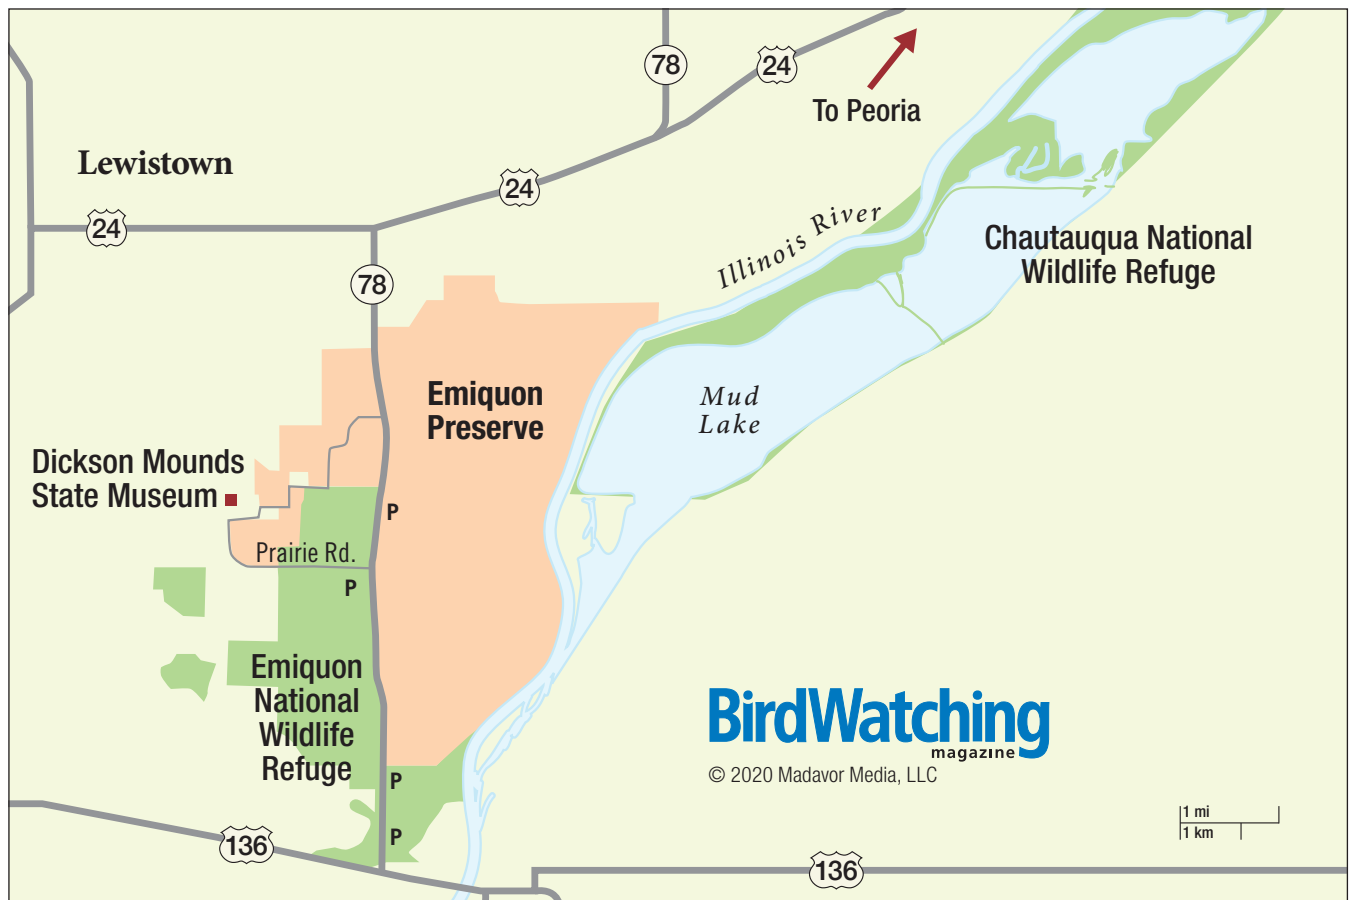 78
24
To Peoria
Lewistown
24
24
Illinois River
Chautauqua National
Wildlife Refuge
78
Emiquon
Preserve
Mud
Lake
Dickson Mounds
State Museum
P
Prairie Rd.
P
Emiquon
National
Wildlife
Refuge
BirdWatching
magazine
© 2020 Madavor Media, LLC
P
1 mi
1 km
P
136
136